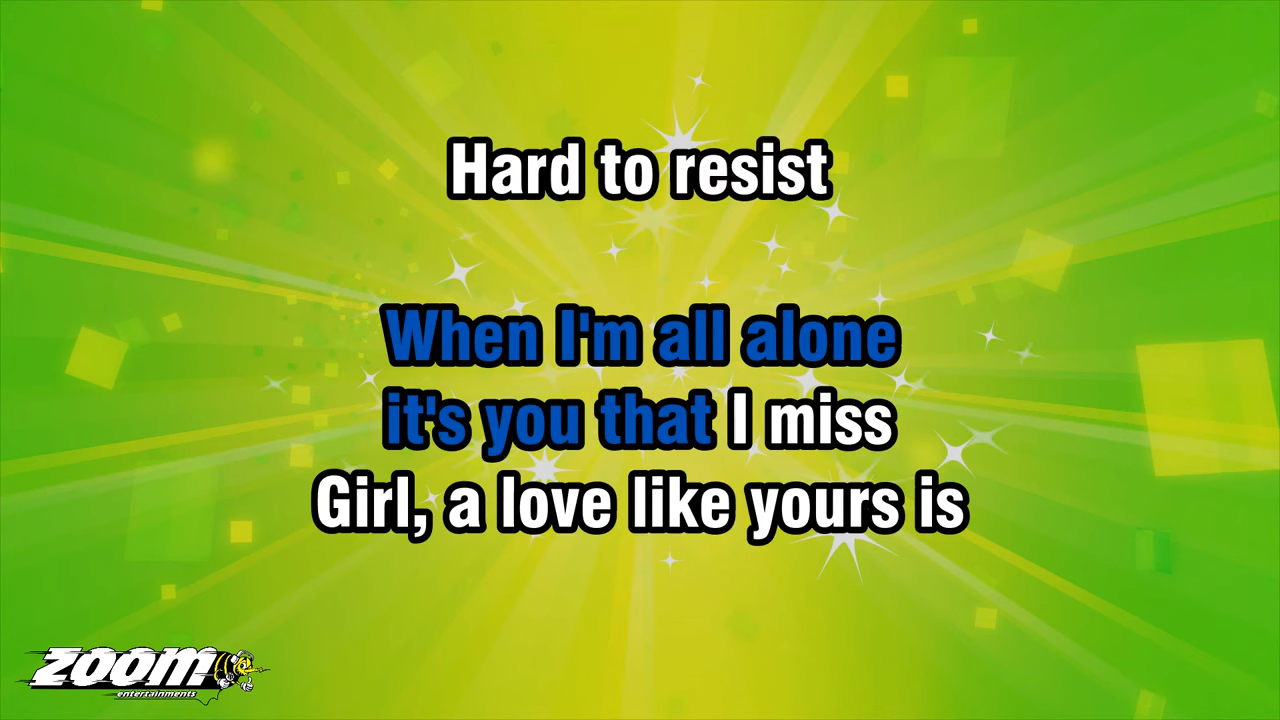 Hard to resist
When I'm all alone
it's you that I miss
Girl, a love like yours is
zoom
entertainments